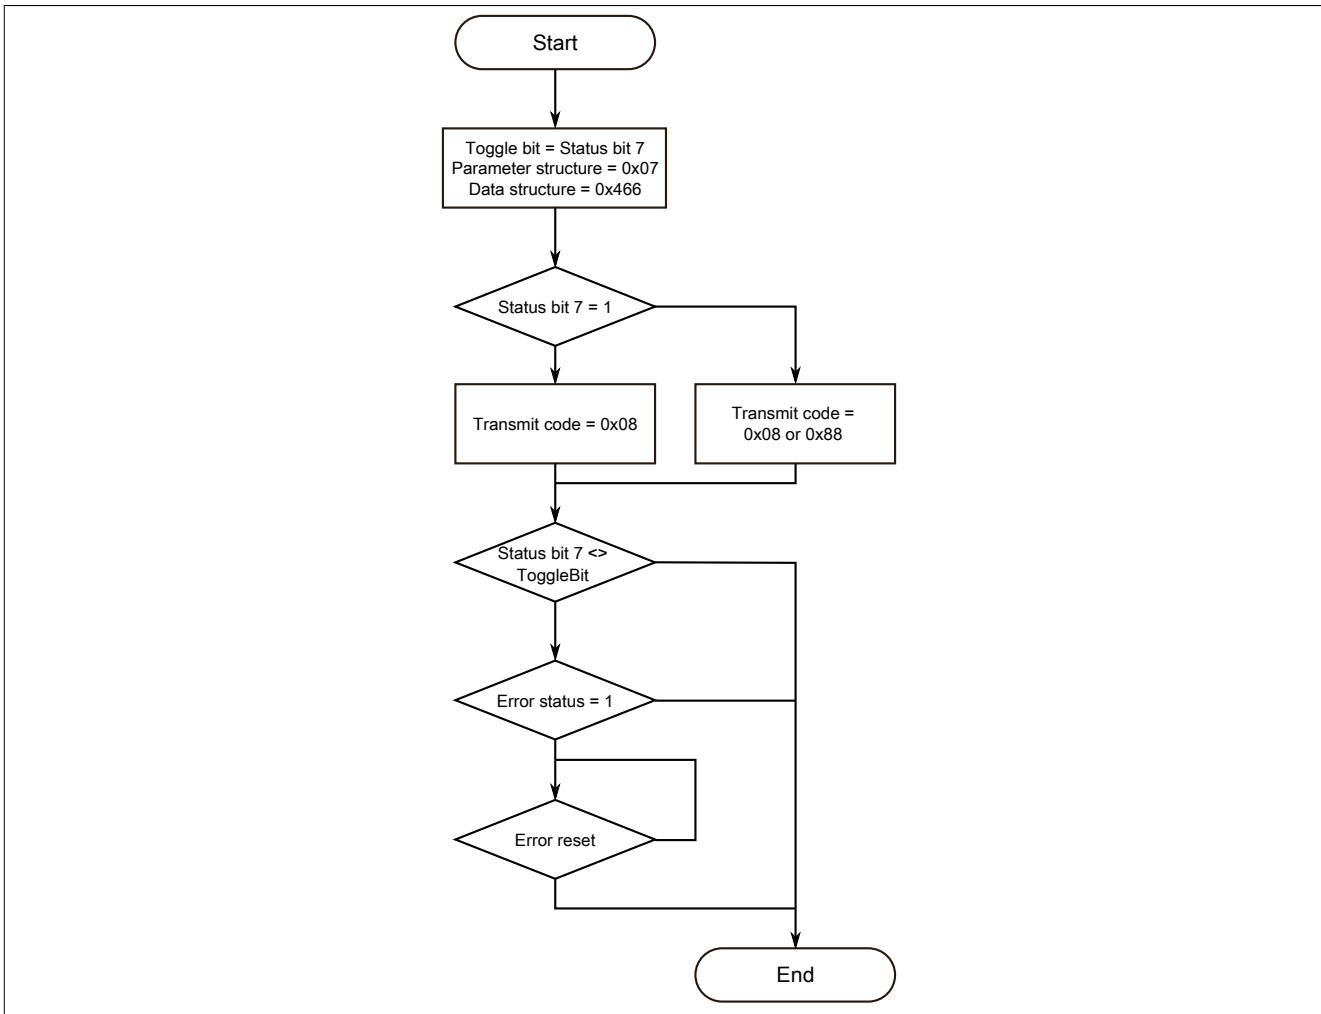 Start
Toggle bit = Status bit 7
Parameter structure = 0x07
Data structure = 0x466
Status bit 7 = 1
Transmit code = 0x08
Transmit code =
0x08 or 0x88
Status bit 7 <>
ToggleBit
Error status = 1
Error reset
End